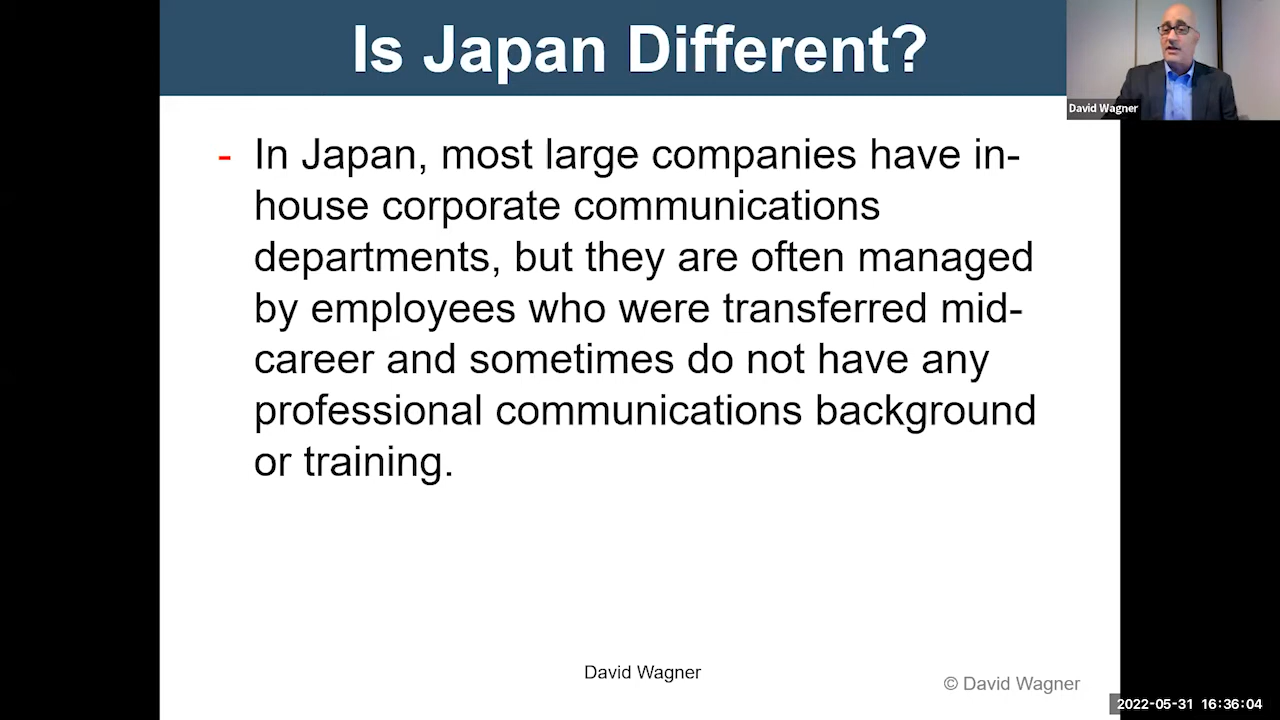 Is Japan Different?
David Wagner
- In Japan, most large companies have in-
house corporate communications
departments, but they are often managed
by employees who were transferred mid-
career and sometimes do not have any
professional communications background
or training.
David Wagner
© David Wagner
2022-05-31 16:36:04